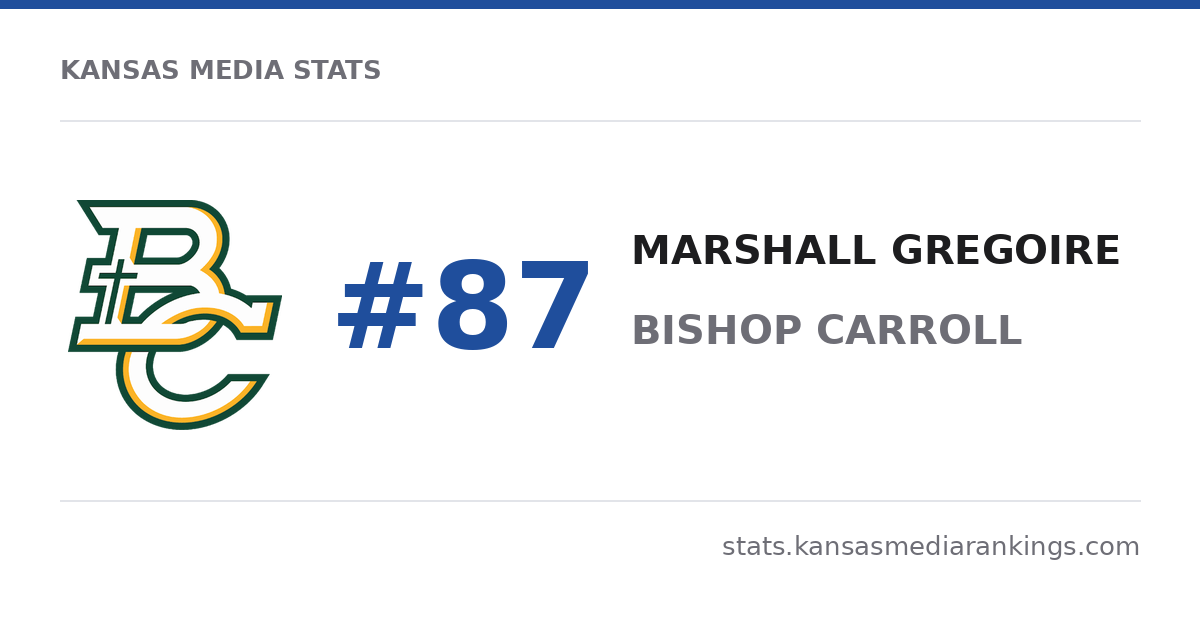 KANSAS MEDIA STATS
BC
#87
MARSHALL GREGOIRE
BISHOP CARROLL
stats.kansasmediarankings.com